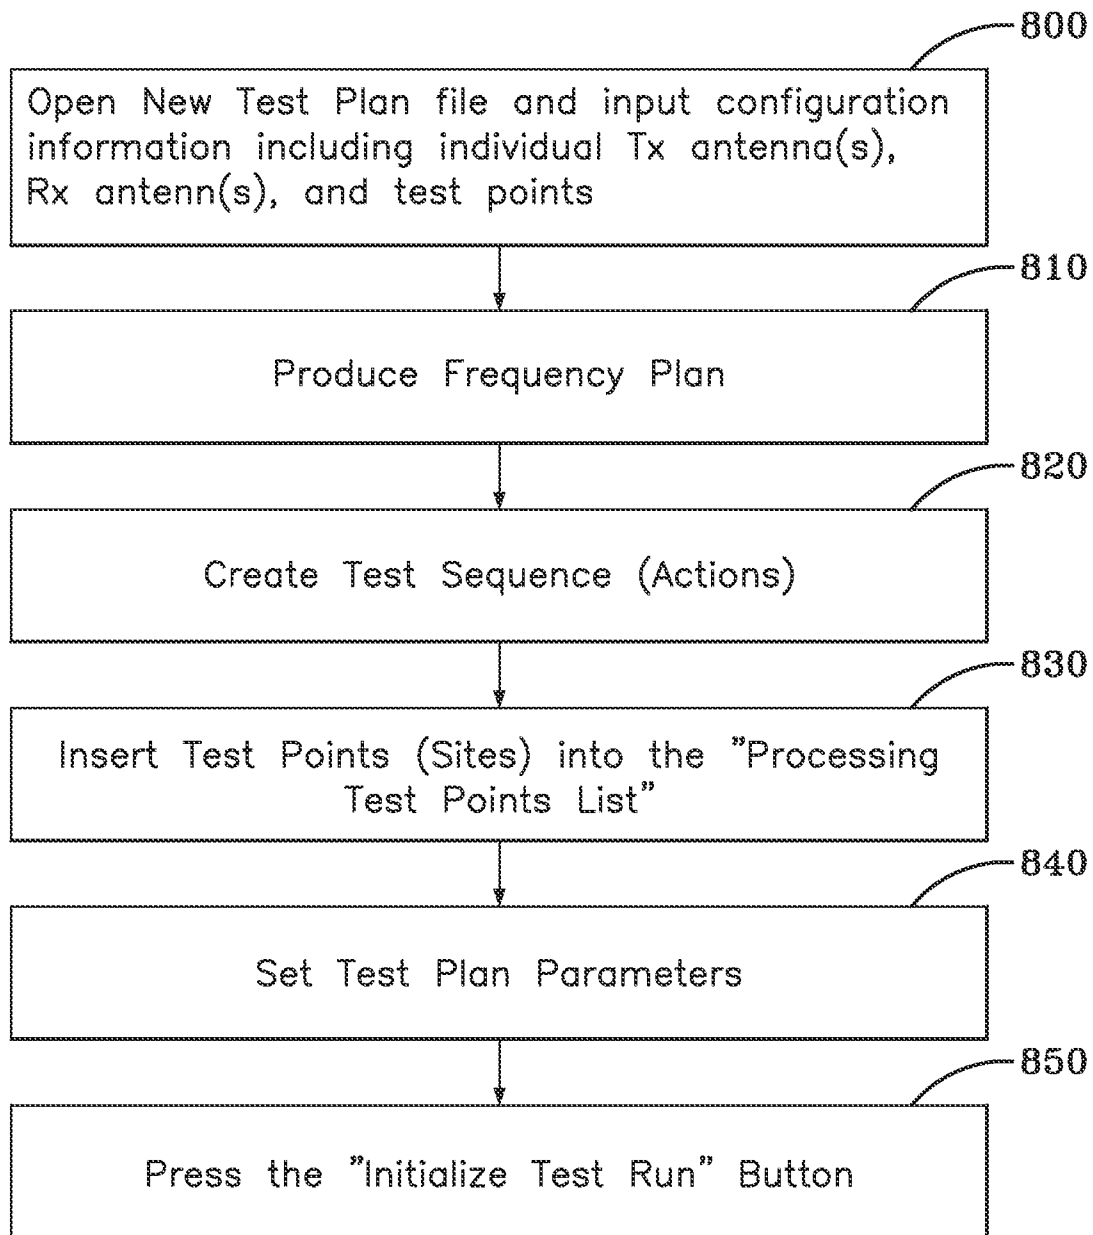 800
Open New Test Plan file and input configuration
information including individual Tx antenna(s),
Rx antenn(s), and test points
810
Produce Frequency Plan
820
Create Test Sequence (Actions)
830
Insert Test Points (Sites) into the "Processing
Test Points List"
840
Set Test Plan Parameters
850
Press the "Initialize Test Run" Button